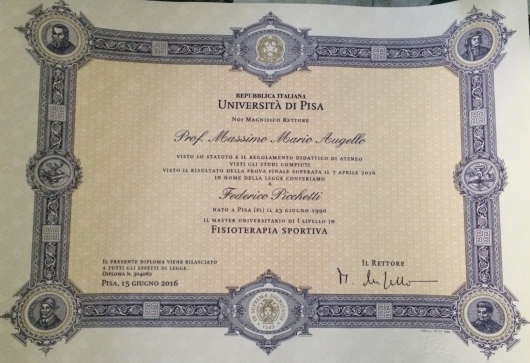 REPUBBLICA ITALIANA
UNIVERSITÀ DI PISA
NOI MAGNIFICO RETTORE
Prof. Massimo Mario Augello
VISTO LO STATUTO E IL REGOLAMENTO DIDATTICO DI ATENEO
VISTI GLI STUDI COMPIUTI
VISTO IL RISULTATO DELLA PROVA FINALE SUPERATA IL 7 APRILE 2016
IN NOME DELLA LEGGE CONFERIAMO
A
Federico Picchetti
NATO A PISA (PI) IL 23 GIUGNO 1990
IL MASTER UNIVERSITARIO DI I LIVELLO IN
FISIOTERAPIA SPORTIVA
IL PRESENTE DIPLOMA VIENE RILASCIATO
A TUTTI GLI EFFETTI DI LEGGE.
DIPLOMA N. 304062
PISA, 15 GIUGNO 2016
IL RETTORE